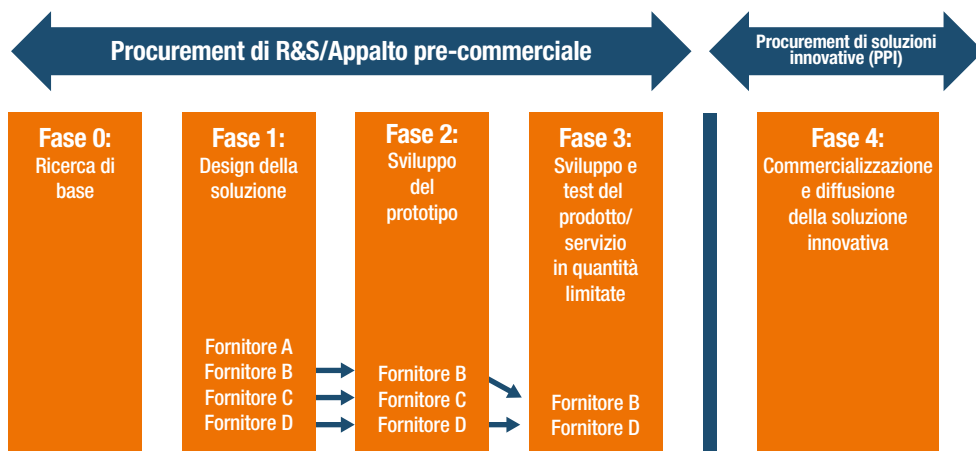 Procurement di R&S/Appalto pre-commerciale
Procurement di soluzioni
innovative (PPI)
Fase 0:
Ricerca di
base
Fase 1:
Design della
soluzione
Fornitore A
Fornitore B
Fornitore C
Fornitore D
Fase 2:
Sviluppo
del
prototipo
Fornitore B
Fornitore C
Fornitore D
Fase 3:
Sviluppo e
test del
prodotto/
servizio
in quantità
limitate
Fornitore B
Fornitore D
Fase 4:
Commercializzazione
e diffusione
della soluzione
innovativa